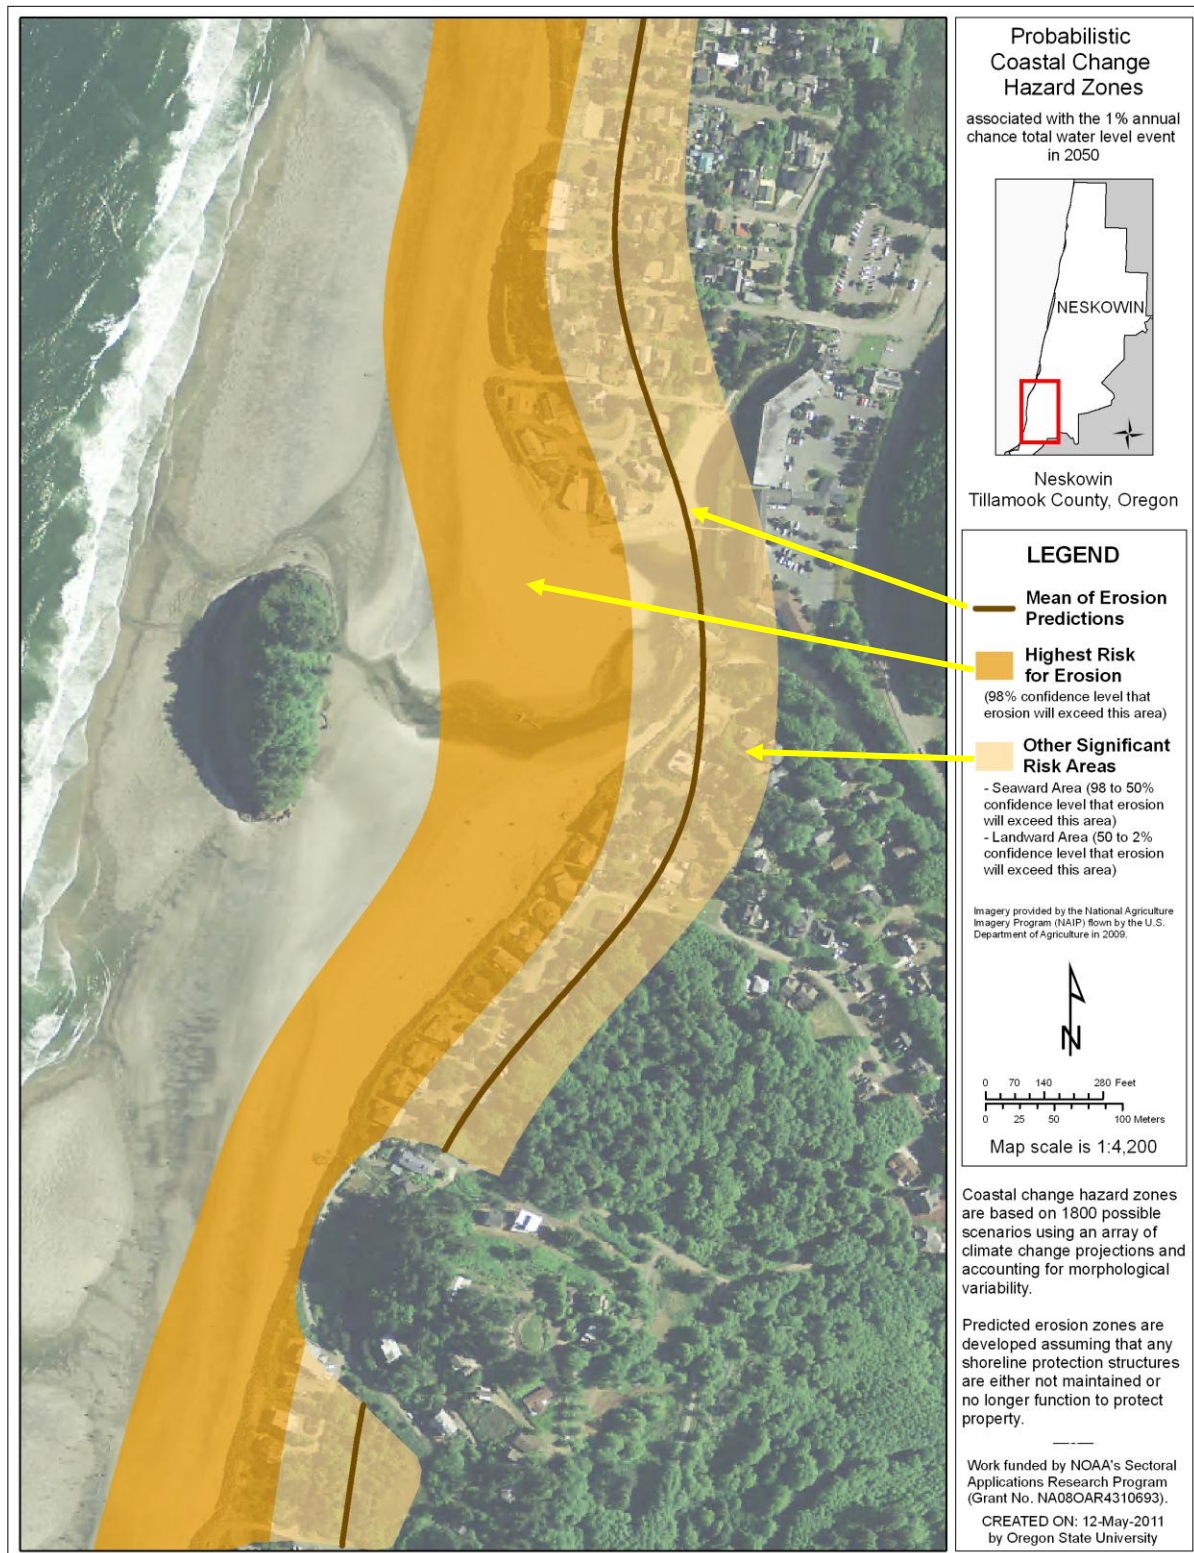 Probabilistic
Coastal Change
Hazard Zones
associated with the 1% annual
chance total water level event
in 2050
NESKOWIN
Neskowin
Tillamook County, Oregon
LEGEND
Mean of Erosion
Predictions
Highest Risk
for Erosion
(98% confidence level that
erosion will exceed this area)
Other Significant
Risk Areas
- Seaward Area (98 to 50%
confidence level that erosion
will exceed this area)
- Landward Area (50 to 2%
confidence level that erosion
will exceed this area)
Imagery provided by the National Agriculture
Imagery Program (NAIP) flown by the U.S.
Department of Agriculture in 2009.
N
0 70 140 280 Feet
0 25 50 100 Meters
Map scale is 1:4,200
Coastal change hazard zones
are based on 1800 possible
scenarios using an array of
climate change projections and
accounting for morphological
variability.
Predicted erosion zones are
developed assuming that any
shoreline protection structures
are either not maintained or
no longer function to protect
property.
Work funded by NOAA's Sectoral
Applications Research Program
(Grant No. NA08OAR4310693).
CREATED ON: 12-May-2011
by Oregon State University